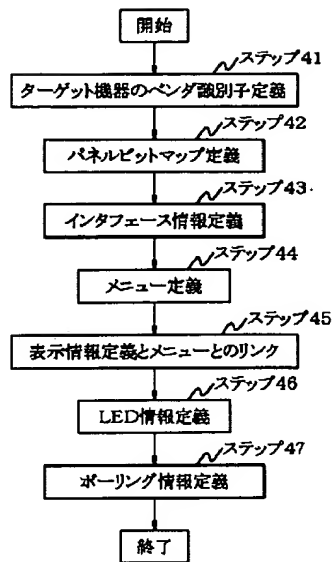 開始
ステップ41
ターゲット機器のベンダ識別子定義
ステップ42
パネルビットマップ定義
ステップ43
インタフェース情報定義
ステップ44
メニュー定義
ステップ45
表示情報定義とメニューとのリンク
ステップ46
LED情報定義
ステップ47
ポーリング情報定義
終了